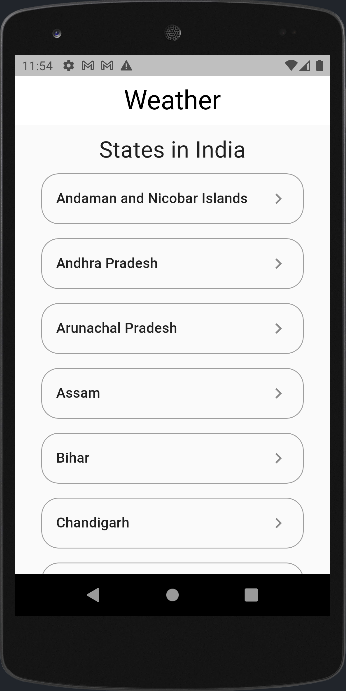 11:54
Weather
States in India
Andaman and Nicobar Islands
Andhra Pradesh
Arunachal Pradesh
Assam
Bihar
Chandigarh